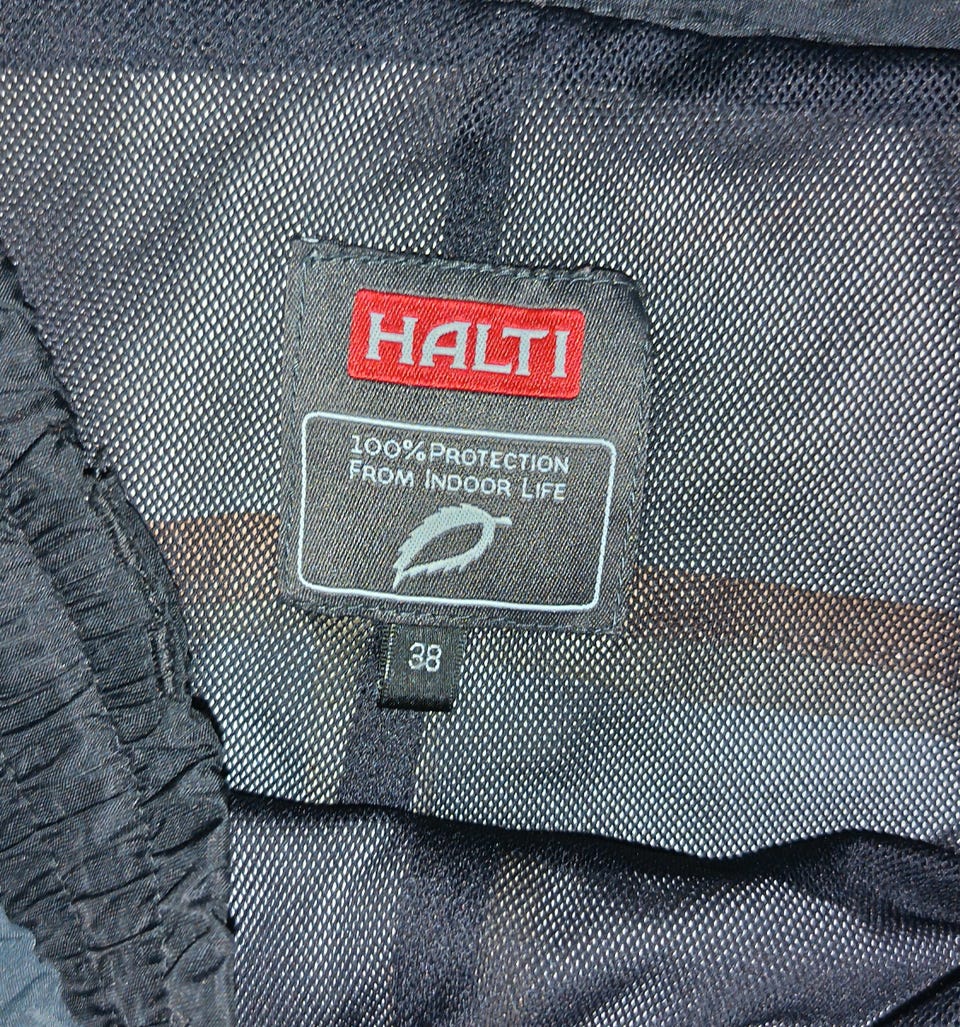 HALTI
100% PROTECTION
FROM INDOOR LIFE
38